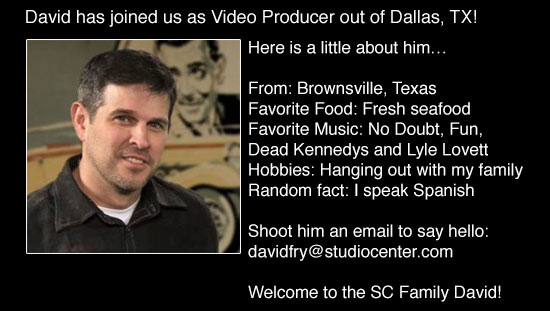 David has joined us as Video Producer out of Dallas, TX!
Here is a little about him...
From: Brownsville, Texas
Favorite Food: Fresh seafood
Favorite Music: No Doubt, Fun,
Dead Kennedys and Lyle Lovett
Hobbies: Hanging out with my family
Random fact: I speak Spanish
Shoot him an email to say hello:
davidfry@studiocenter.com
Welcome to the SC Family David!